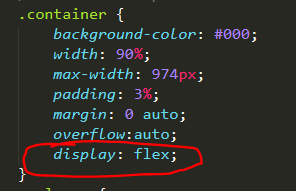 .container {
background-color: #000;
width: 90%;
max-width: 974px;
padding: 3%;
margin: 0 auto;
overflow:auto;
display: flex;
}